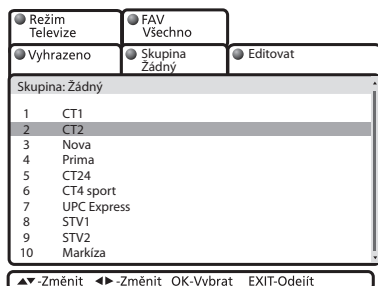 Režim
Televize
FAV
Všechno
Vyhrazeno
Skupina
Žádný
Editovat
Skupina: Žádný
1 CT1
2 CT2
3 Nova
4 Prima
5 CT24
6 CT4 sport
7 UPC Express
8 STV1
9 STV2
10 Markíza
▲▼-Změnit ◄►-Změnit OK-Vybrat EXIT-Odejít